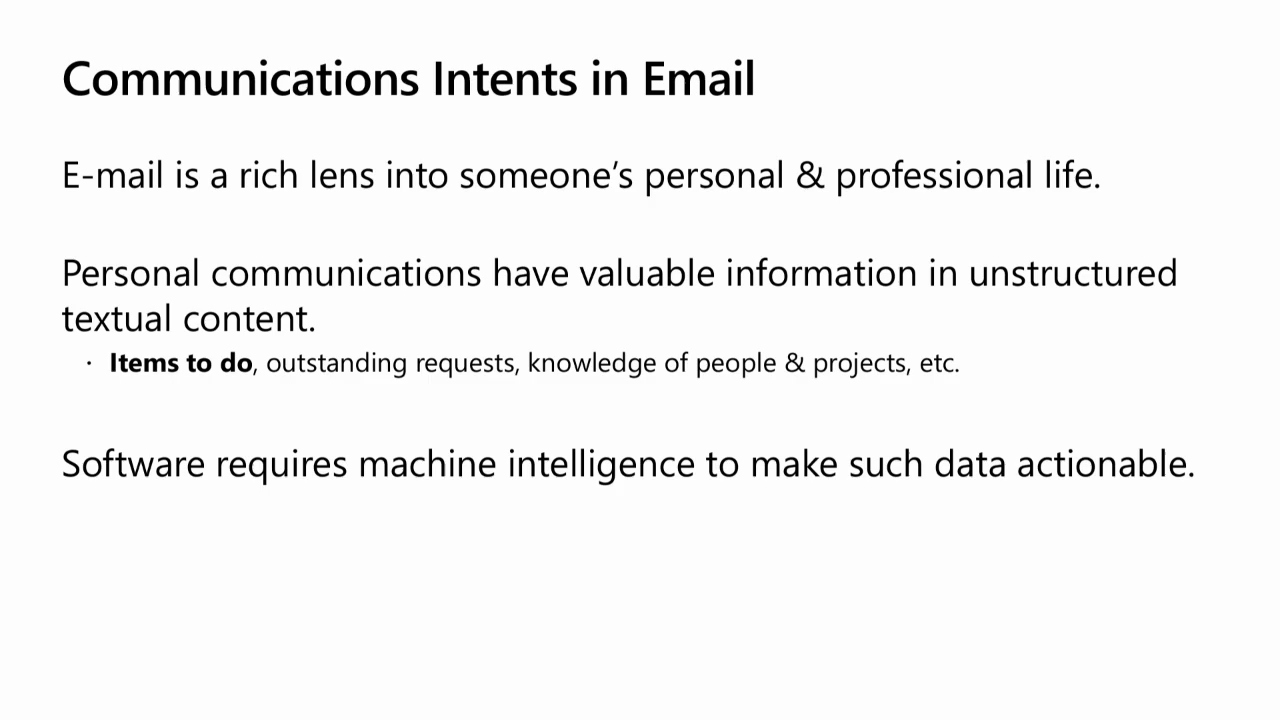 Communications Intents in Email
E-mail is a rich lens into someone’s personal & professional life.
Personal communications have valuable information in unstructured
textual content.
· Items to do, outstanding requests, knowledge of people & projects, etc.
Software requires machine intelligence to make such data actionable.